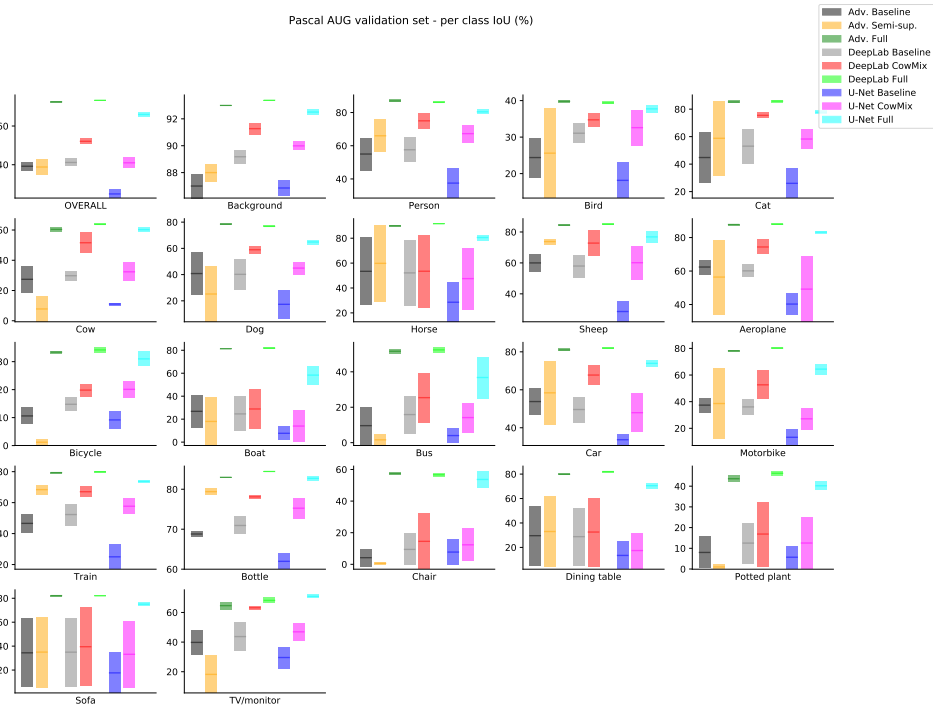 Pascal AUG validation set - per class IoU (%)
Adv. Baseline
Adv. Semi-sup.
Adv. Full
DeepLab Baseline
DeepLab CowMix
DeepLab Full
U-Net Baseline
U-Net CowMix
U-Net Full
60
40
OVERALL
92
90
88
Background
80
60
40
Person
40
30
20
Bird
80
60
40
20
Cat
60
40
20
0
Cow
80
60
40
20
Dog
80
60
40
20
Horse
80
60
40
Sheep
80
60
40
Aeroplane
30
20
10
0
Bicycle
80
60
40
20
0
Boat
40
20
0
Bus
80
60
40
Car
80
60
40
20
Motorbike
80
60
40
20
Train
80
70
60
Bottle
60
40
20
0
Chair
80
60
40
20
Dining table
40
30
20
10
0
Potted plant
80
60
40
20
Sofa
60
40
20
TV/monitor